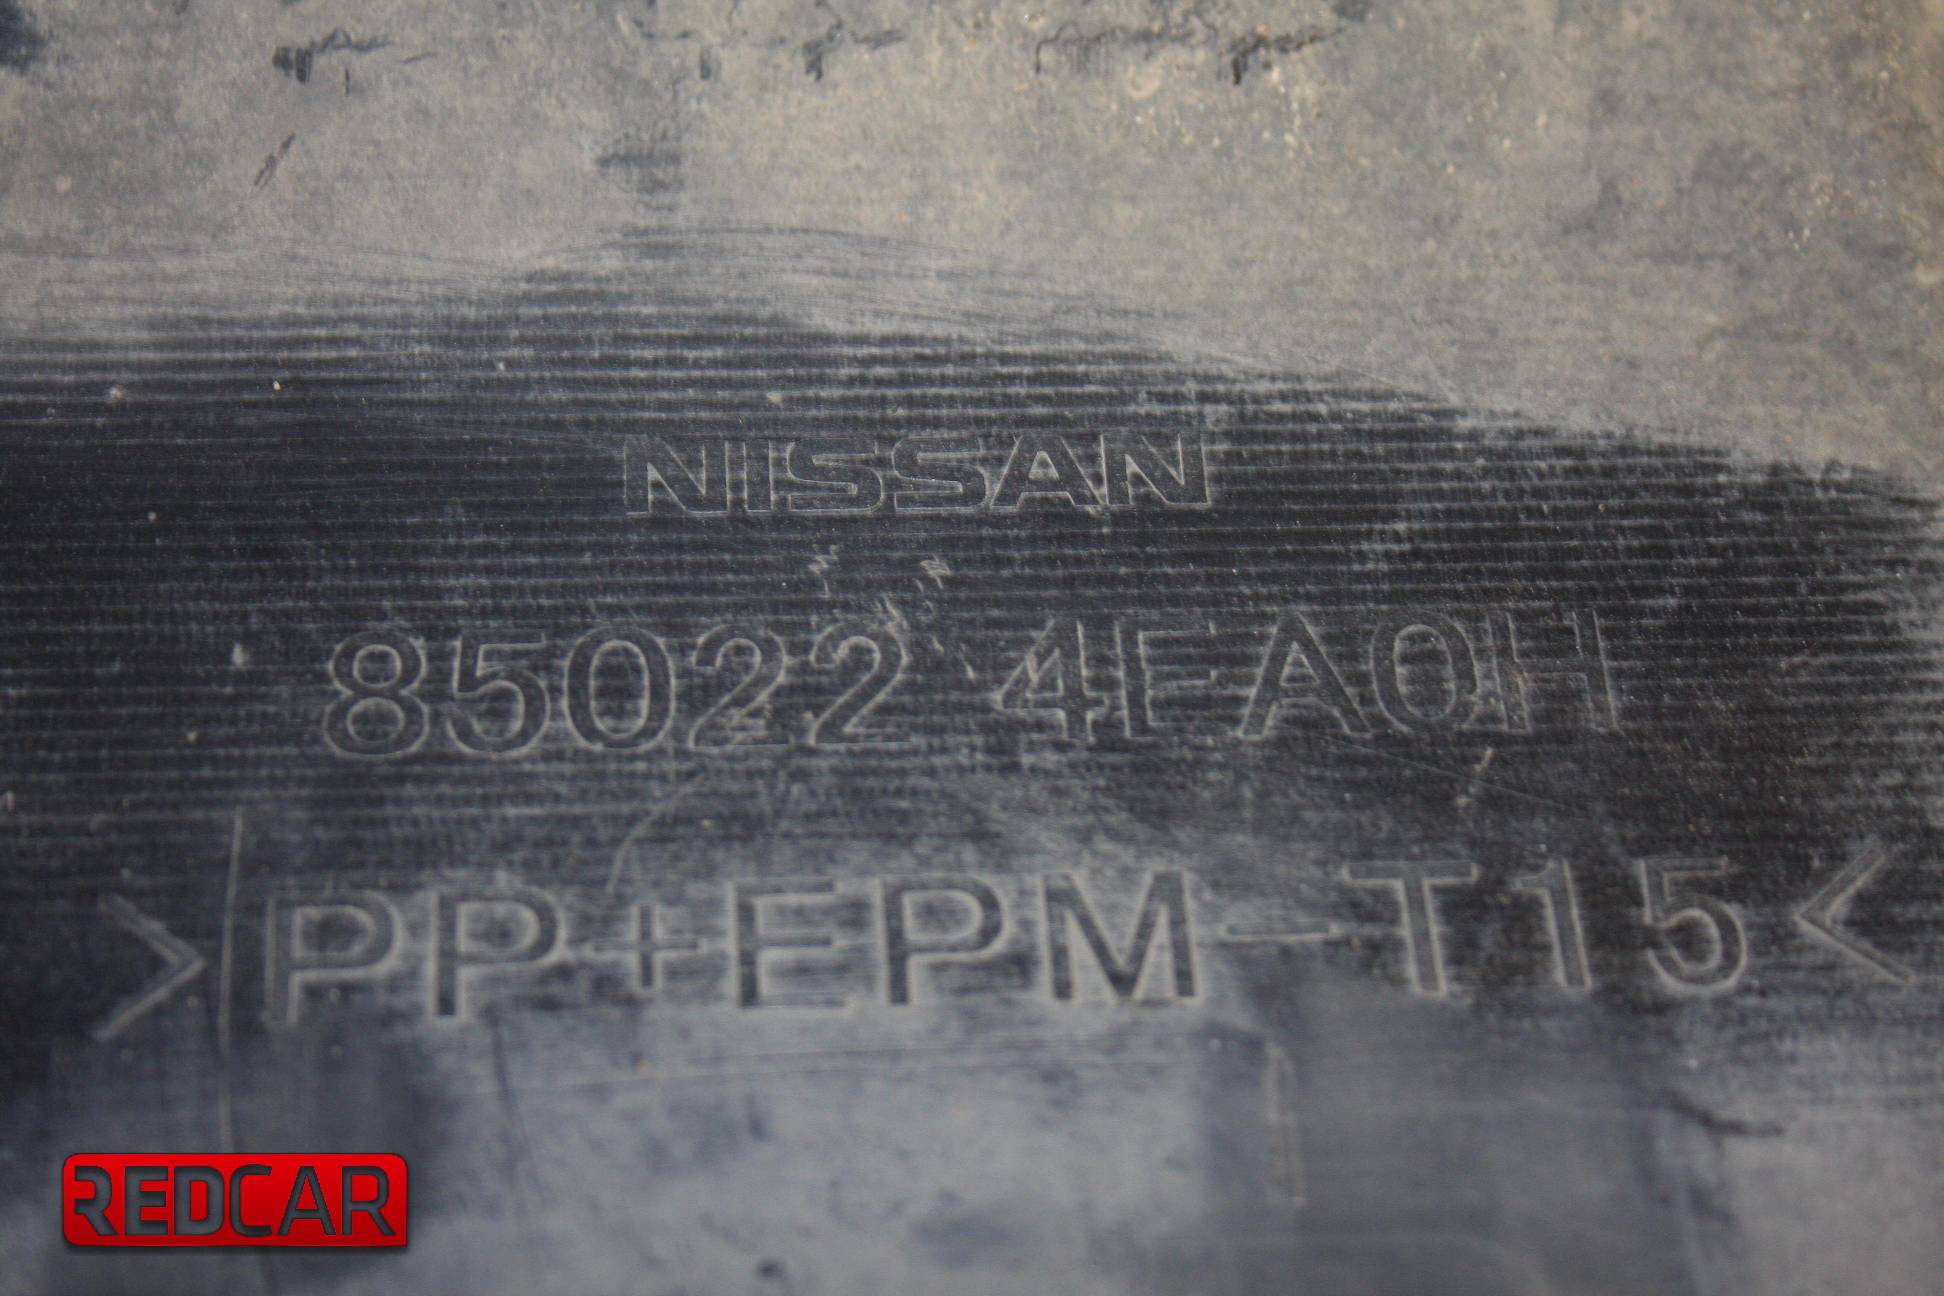 NISSAN
85022 4EA0H
>PP+EPM-T15<
REDCAR